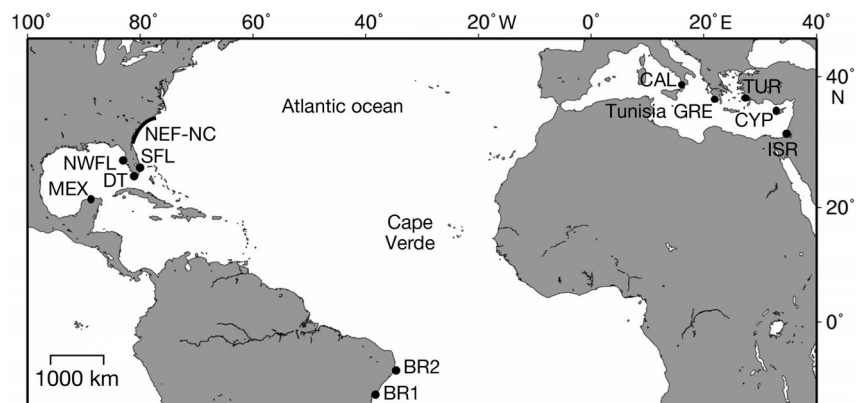 100° 80° 60° 40° 20° W 0° 20° E 40°
40°
N
20°
0°
Atlantic ocean
CAL
TUR
Tunisia GRE
CYP
ISR
NEF-NC
NWFL
SFL
DT
MEX
Cape
Verde
BR2
BR1
1000 km